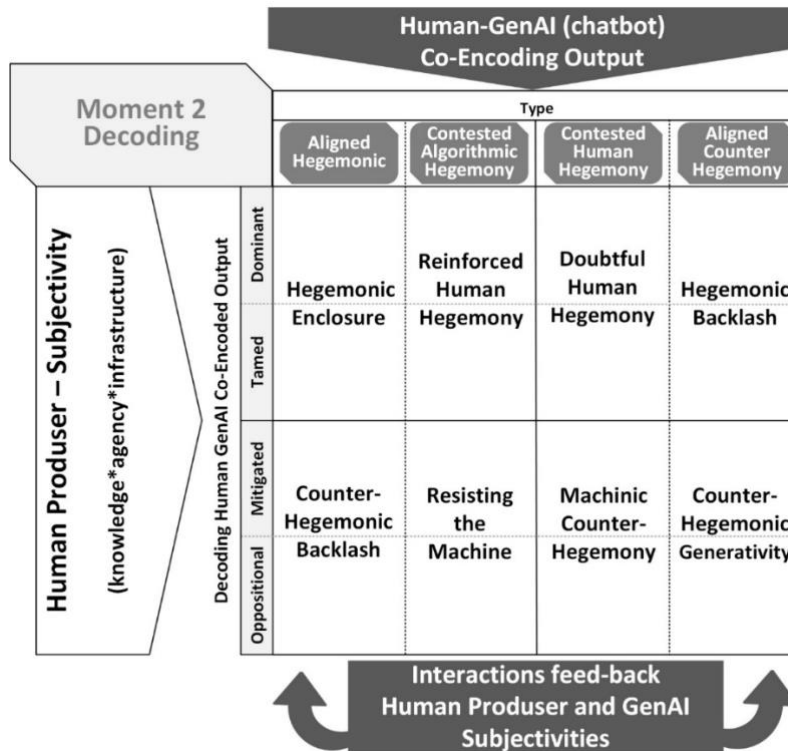 Human-GenAI (chatbot)
Co-Encoding Output
Moment 2
Decoding
Type
Aligned
Hegemonic
Contested
Algorithmic
Hegemony
Contested
Human
Hegemony
Aligned
Counter
Hegemony
Human Produser – Subjectivity
(knowledge*agency*infrastructure)
Decoding Human GenAI Co-Encoded Output
Dominant
Tamed
Mitigated
Oppositional
Hegemonic
Enclosure
Reinforced
Human
Hegemony
Doubtful
Human
Hegemony
Hegemonic
Backlash
Counter-
Hegemonic
Backlash
Resisting
the
Machine
Machinic
Counter-
Hegemony
Counter-
Hegemonic
Generativity
Interactions feed-back
Human Produser and GenAI
Subjectivities